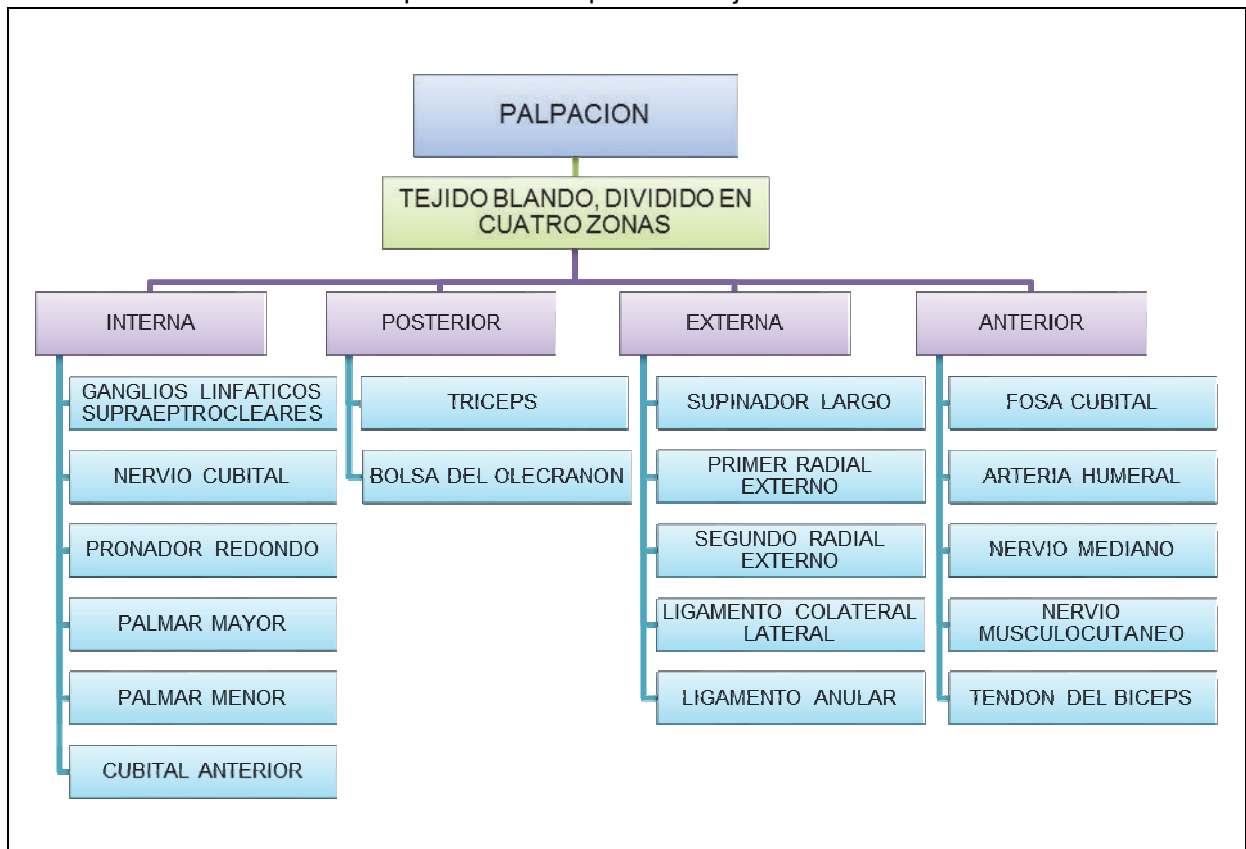 PALPACION
TEJIDO BLANDO, DIVIDIDO EN
CUATRO ZONAS
INTERNA
GANGLIOS LINFATICOS
SUPRAEPTROCLEARES
NERVIO CUBITAL
PRONADOR REDONDO
PALMAR MAYOR
PALMAR MENOR
CUBITAL ANTERIOR
POSTERIOR
TRICEPS
BOLSA DEL OLECRANON
EXTERNA
SUPINADOR LARGO
PRIMER RADIAL
EXTERNO
SEGUNDO RADIAL
EXTERNO
LIGAMENTO COLATERAL
LATERAL
LIGAMENTO ANULAR
ANTERIOR
FOSA CUBITAL
ARTERIA HUMERAL
NERVIO MEDIANO
NERVIO
MUSCULOCUTANEO
TENDON DEL BICEPS